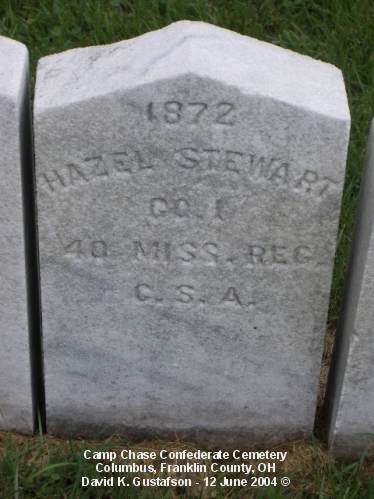 1872
HAZEL STEWART
CO. I
40 MISS. REG.
C. S. A.
Camp Chase Confederate Cemetery
Columbus, Franklin County, OH
David K. Gustafson - 12 June 2004 ©